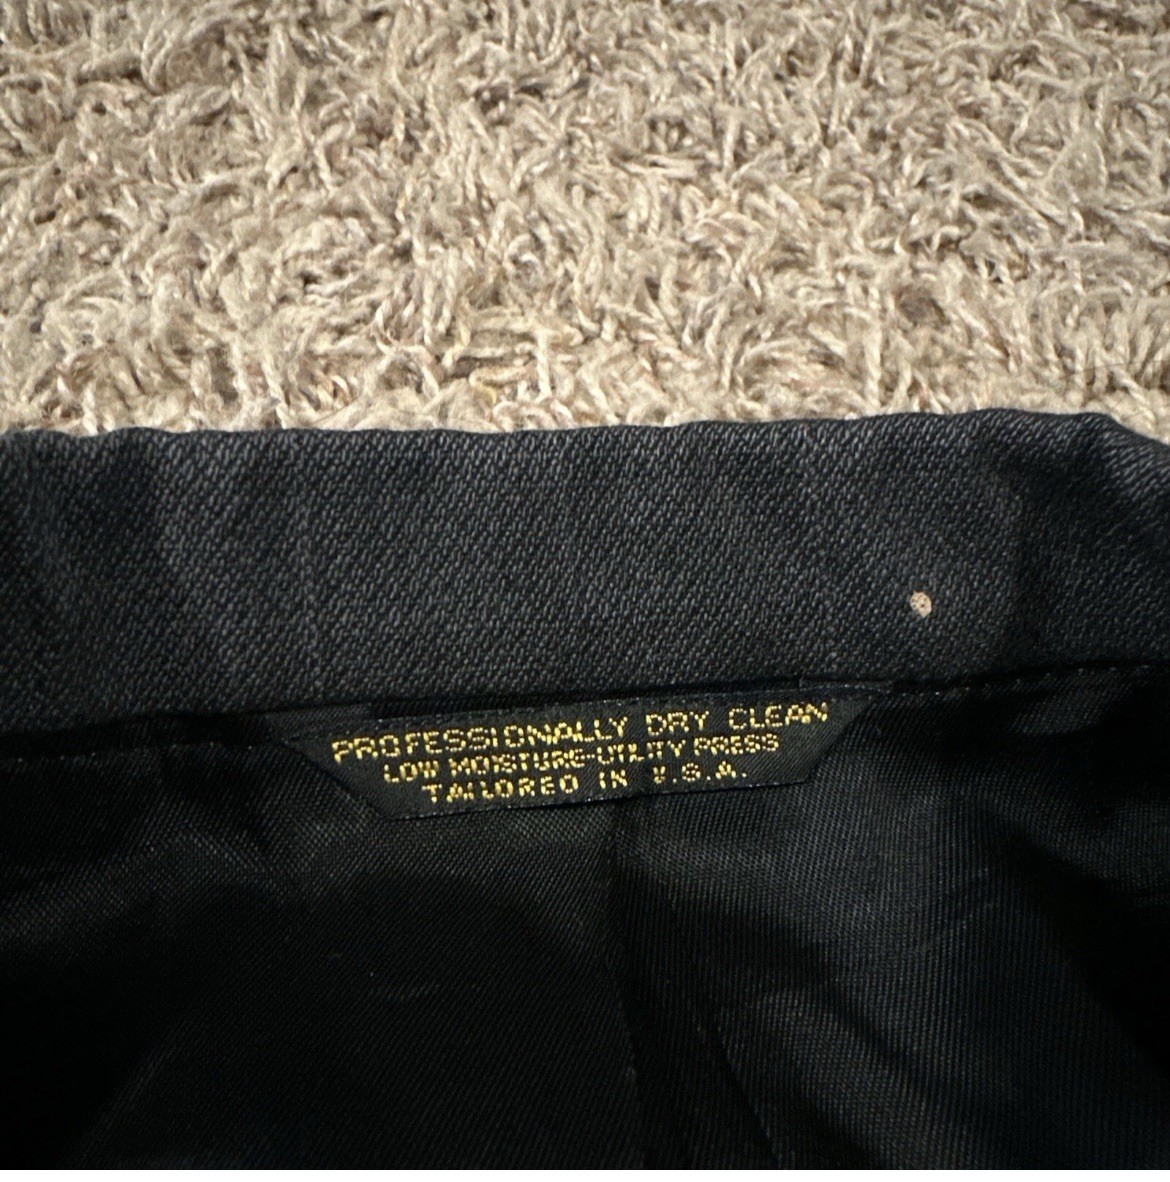 PROFESSIONALLY DRY CLEAN
LOW MOISTURE-UTILITY PRESS
TAILORED IN U.S.A.